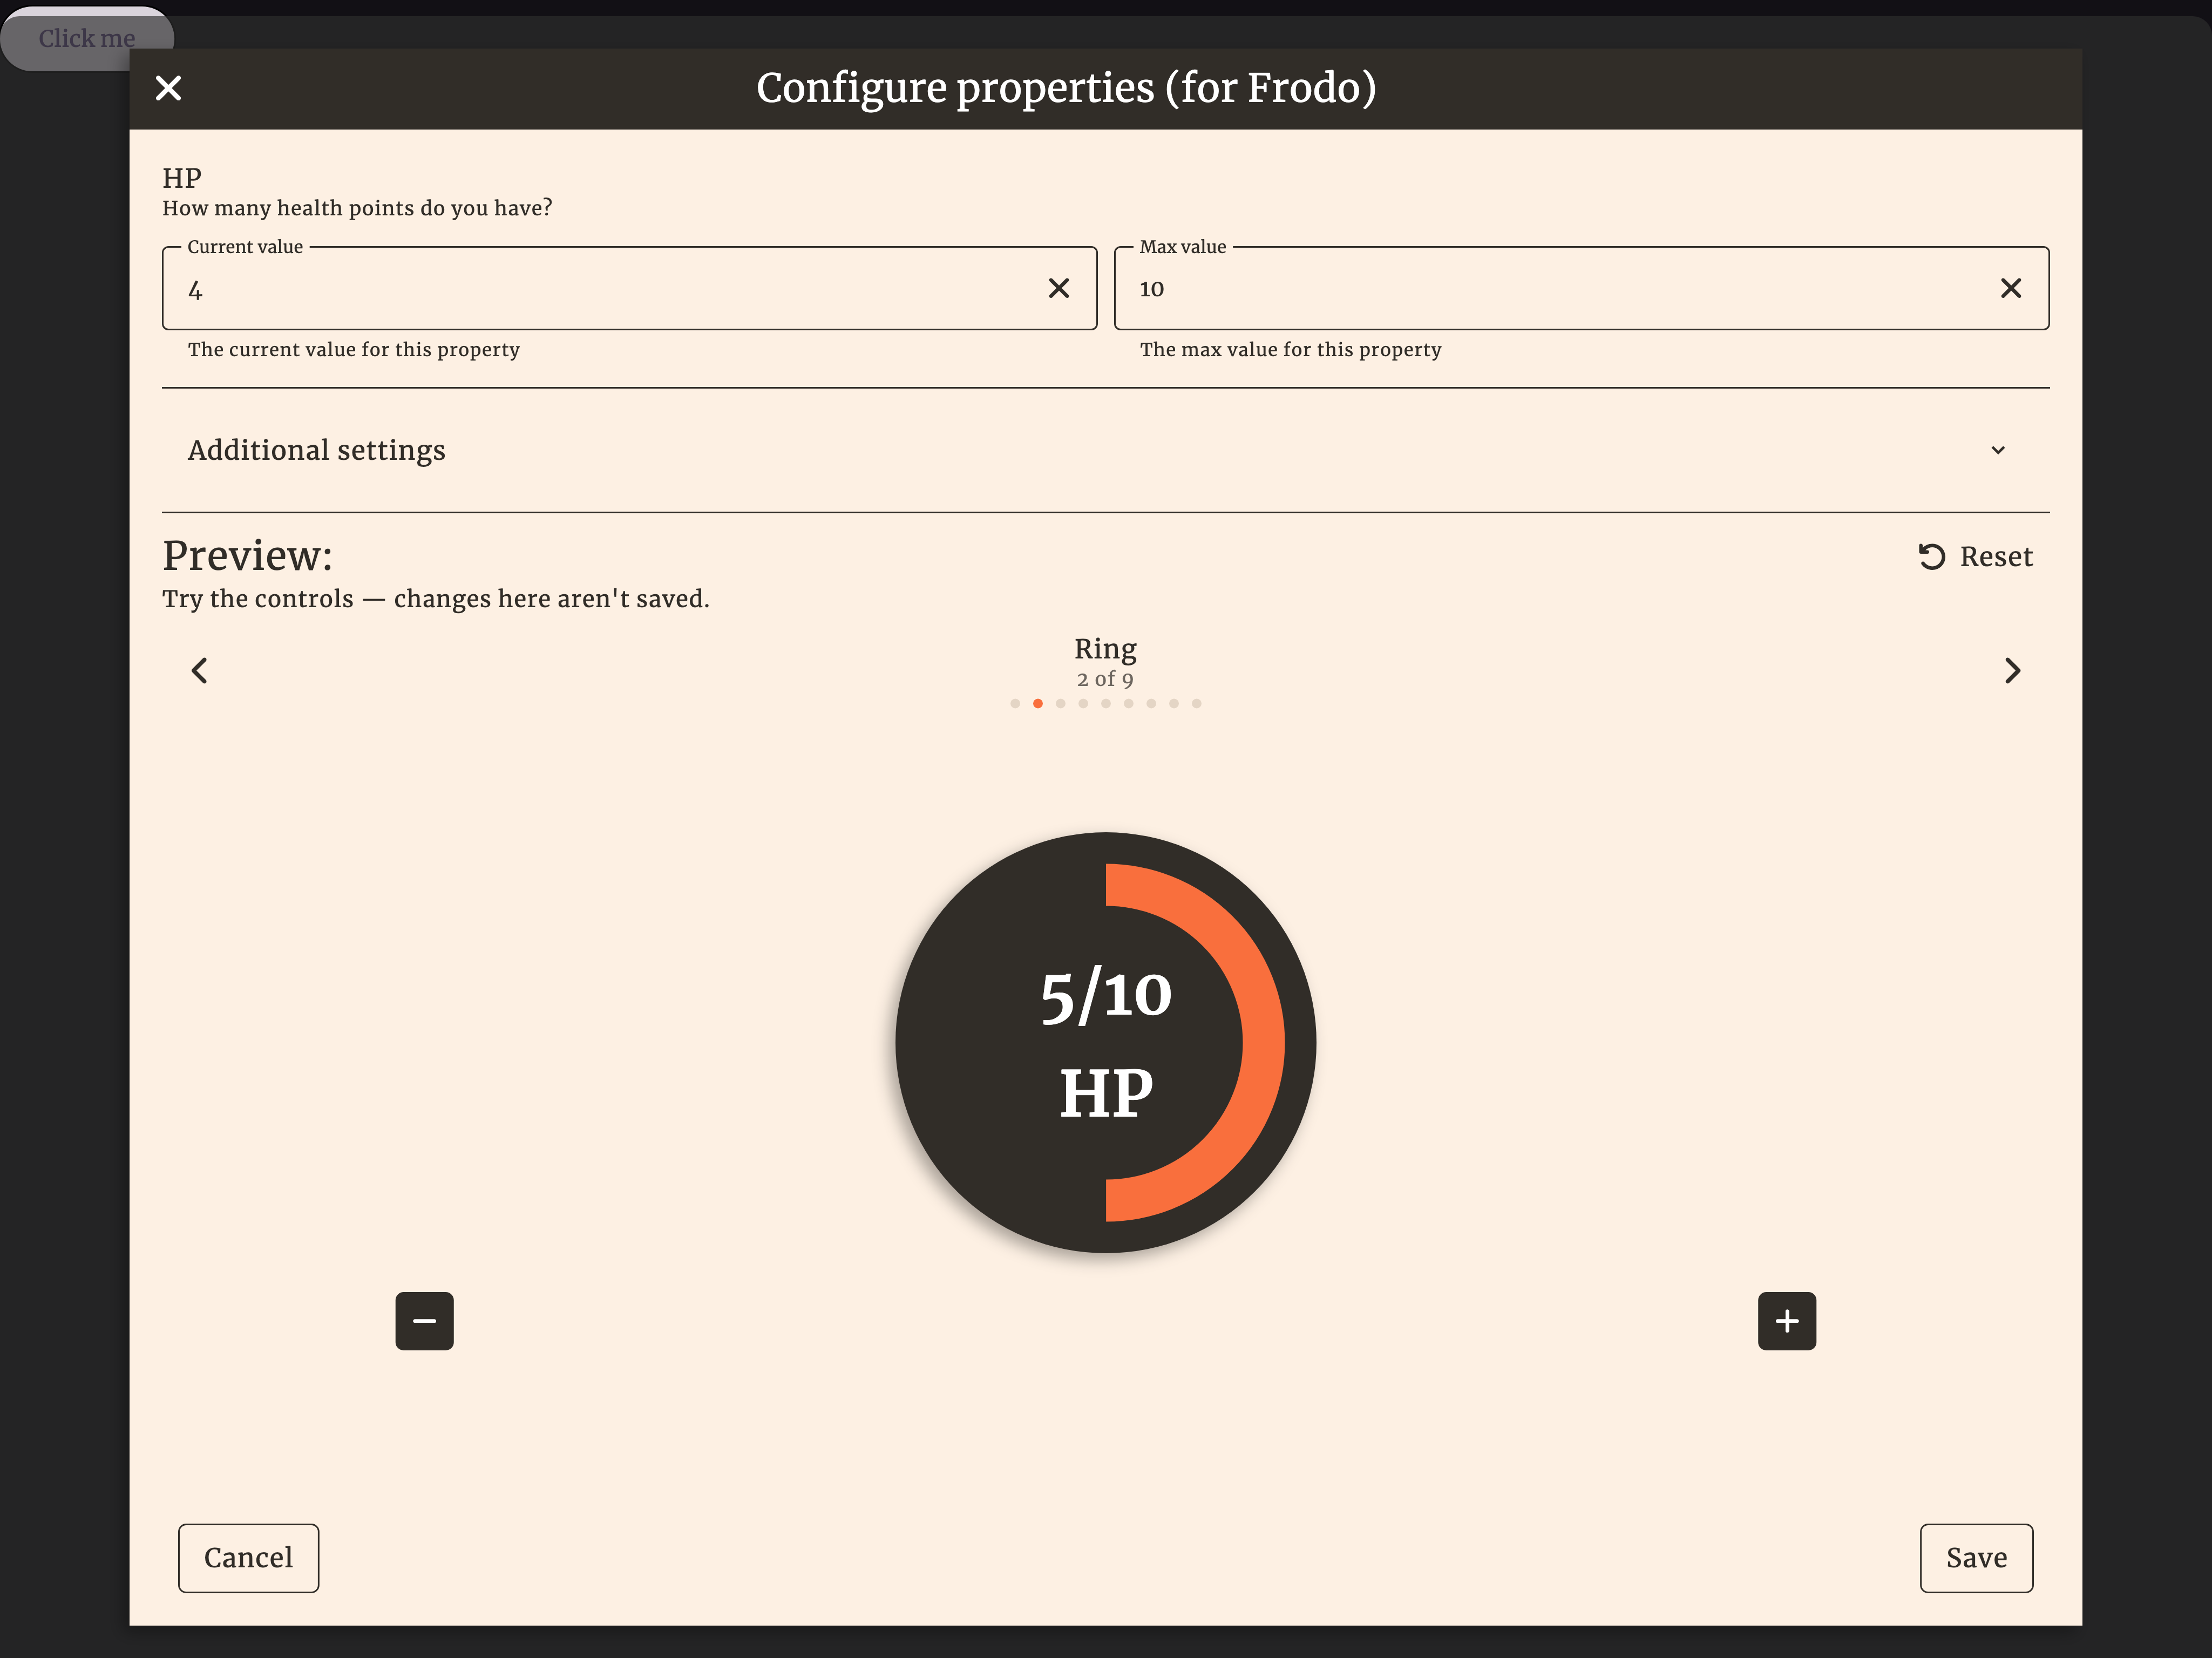 Click me
Configure properties (for Frodo)
HP
How many health points do you have?
Current value
4
The current value for this property
Max value
10
The max value for this property
Additional settings
Preview:
Reset
Try the controls — changes here aren't saved.
Ring
2 of 9
5/10
HP
Cancel
Save